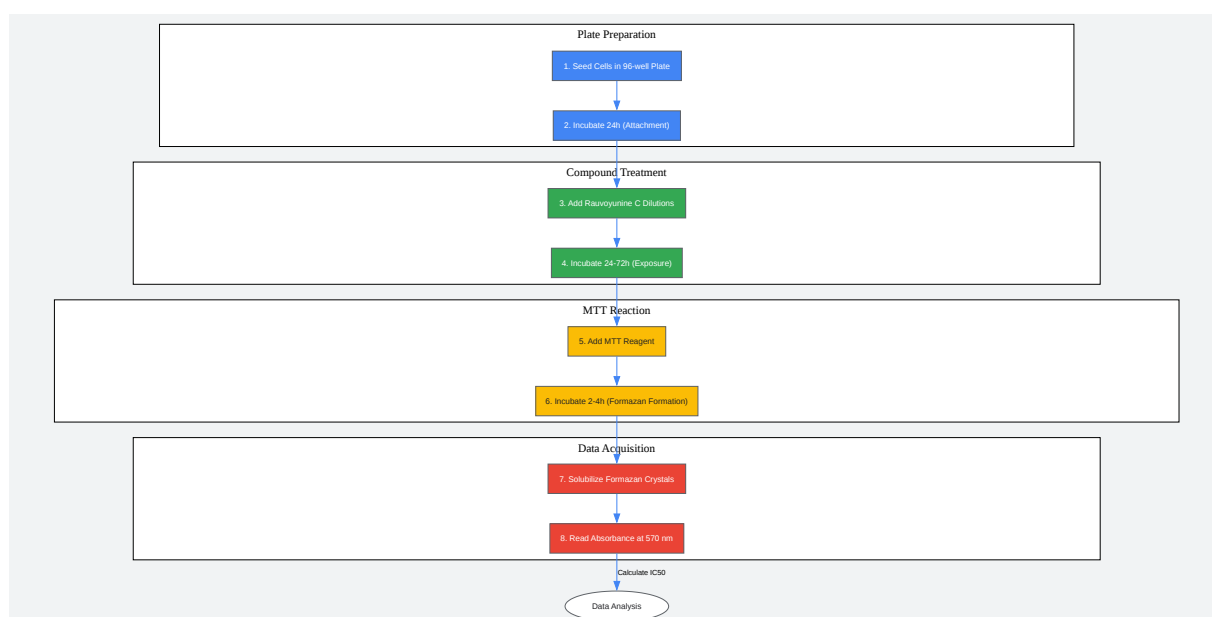 Plate Preparation
1. Seed Cells in 96-well Plate
2. Incubate 24h (Attachment)
Compound Treatment
3. Add Rauvoyunine C Dilutions
4. Incubate 24-72h (Exposure)
MTT Reaction
5. Add MTT Reagent
6. Incubate 2-4h (Formazan Formation)
Data Acquisition
7. Solubilize Formazan Crystals
8. Read Absorbance at 570 nm
Calculate IC50
Data Analysis